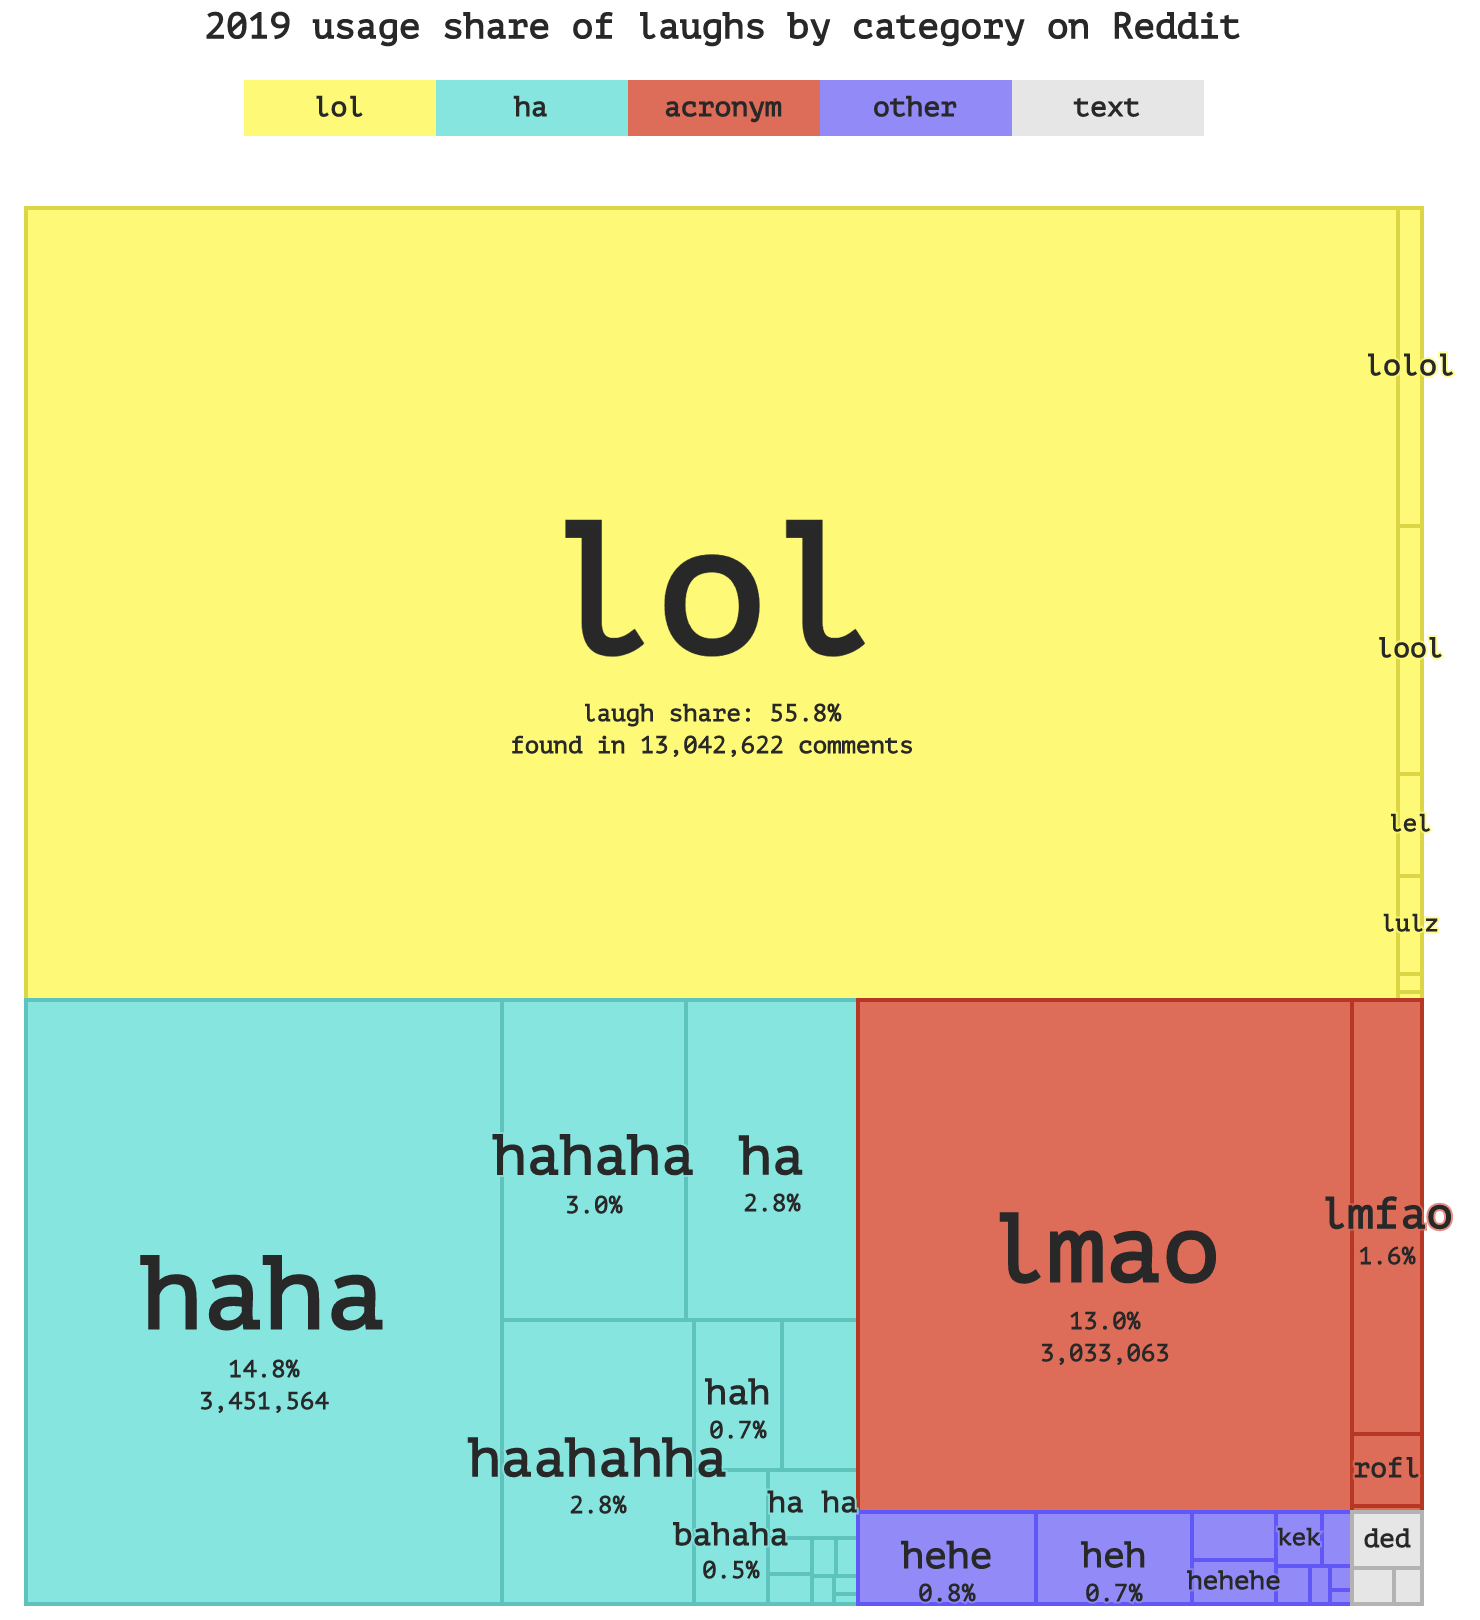 2019 usage share of laughs by category on Reddit
lol
ha
acronym
other
text
lolol
lol
laugh share: 55.8%
found in 13,042,622 comments
lool
lel
lulz
haha
14.8%
3,451,564
hahaha
3.0%
ha
2.8%
haahahha
2.8%
hah
0.7%
ha ha
bahaha
0.5%
lmao
13.0%
3,033,063
lmfao
1.6%
rofl
hehe
0.8%
heh
0.7%
hehehe
kek
ded